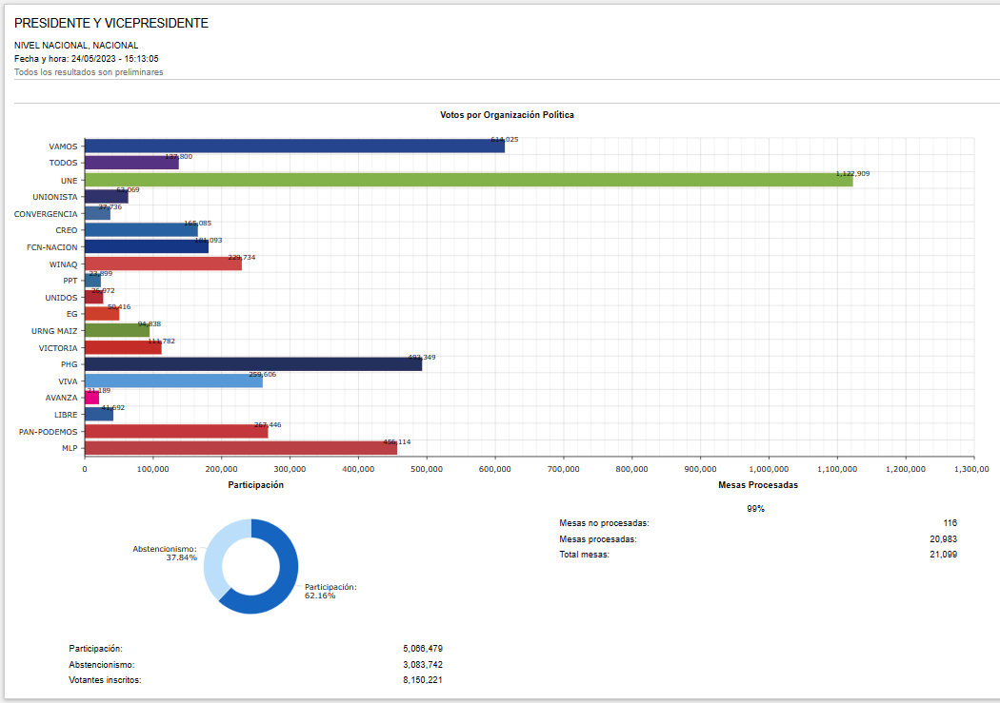 PRESIDENTE Y VICEPRESIDENTE
NIVEL NACIONAL, NACIONAL
Fecha y hora: 24/05/2023 - 15:13:05
Todos los resultados son preliminares
Votos por Organización Política
VAMOS 614,025
TODOS 137,800
UNE 1,122,909
UNIONISTA 63,069
CONVERGENCIA 37,736
CREO 165,085
FCN-NACION 181,093
WINAQ 229,734
PPT 23,899
UNIDOS 26,972
EG 50,416
URNG MAIZ 94,838
VICTORIA 111,782
PHG 493,349
VIVA 259,606
AVANZA 21,189
LIBRE 41,692
PAN-PODEMOS 267,446
MLP 456,114
0 100,000 200,000 300,000 400,000 500,000 600,000 700,000 800,000 900,000 1,000,000 1,100,000 1,200,000 1,300,00
Participación
Abstencionismo:
37.84%
Participación:
62.16%
Participación: 5,066,479
Abstencionismo: 3,083,742
Votantes inscritos: 8,150,221
Mesas Procesadas
99%
Mesas no procesadas: 116
Mesas procesadas: 20,983
Total mesas: 21,099